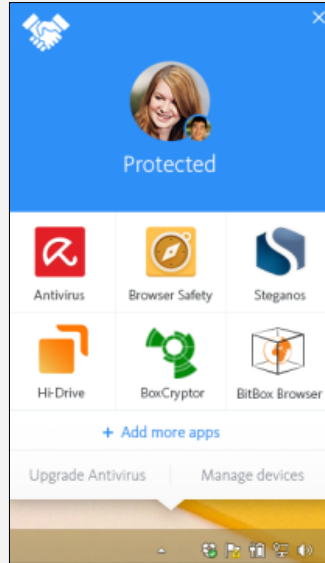 Protected
Antivirus
Browser Safety
Steganos
Hi-Drive
BoxCryptor
BitBox Browser
+ Add more apps
Upgrade Antivirus
Manage devices